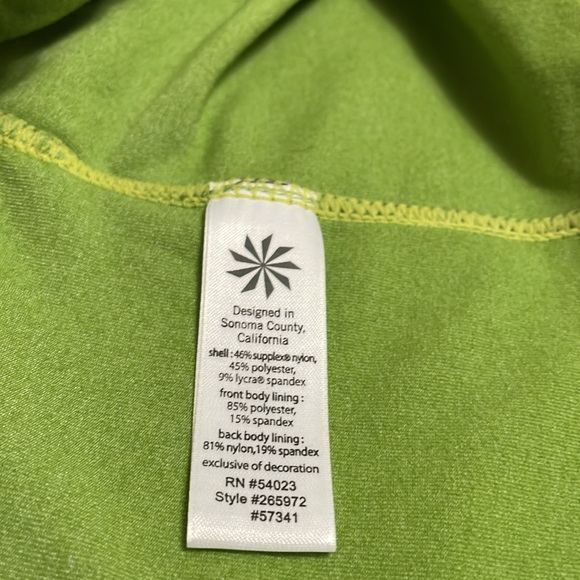 Designed in
Sonoma County,
California
shell : 46% supplex® nylon,
45% polyester,
9% lycra® spandex
front body lining :
85% polyester,
15% spandex
back body lining :
81% nylon,19% spandex
exclusive of decoration
RN #54023
Style #265972
#57341